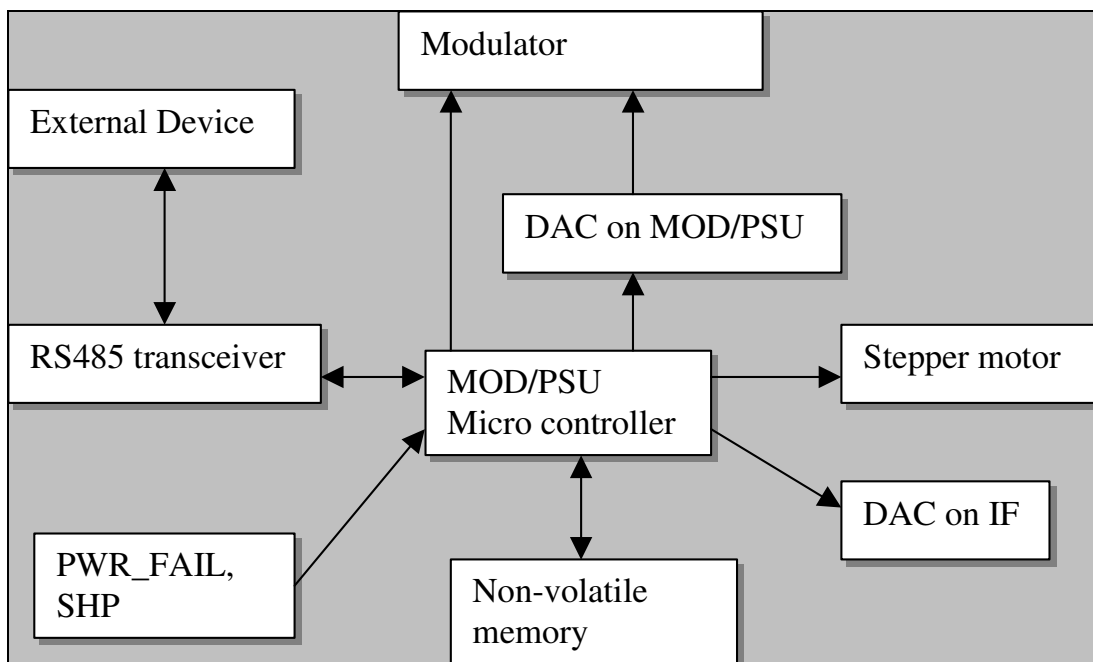 Modulator
External Device
DAC on MOD/PSU
RS485 transceiver
MOD/PSU
Micro controller
Stepper motor
DAC on IF
PWR_FAIL,
SHP
Non-volatile
memory